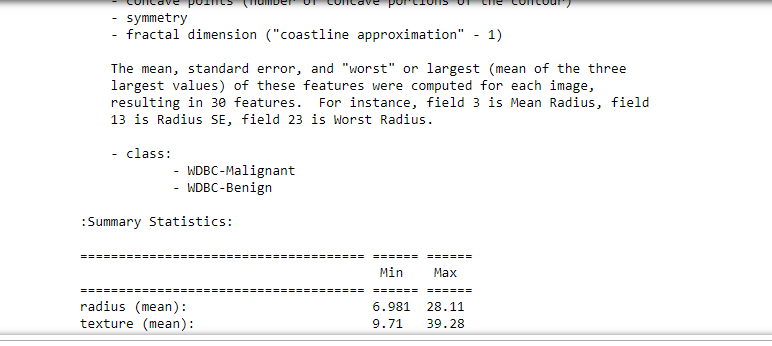 - concave points (number of concave portions of the contour)
- symmetry
- fractal dimension ("coastline approximation" - 1)
The mean, standard error, and "worst" or largest (mean of the three
largest values) of these features were computed for each image,
resulting in 30 features.  For instance, field 3 is Mean Radius, field
13 is Radius SE, field 23 is Worst Radius.
- class:
- WDBC-Malignant
- WDBC-Benign
:Summary Statistics:
===================================== ====== ======
Min    Max
===================================== ====== ======
radius (mean):                        6.981  28.11
texture (mean):                       9.71   39.28